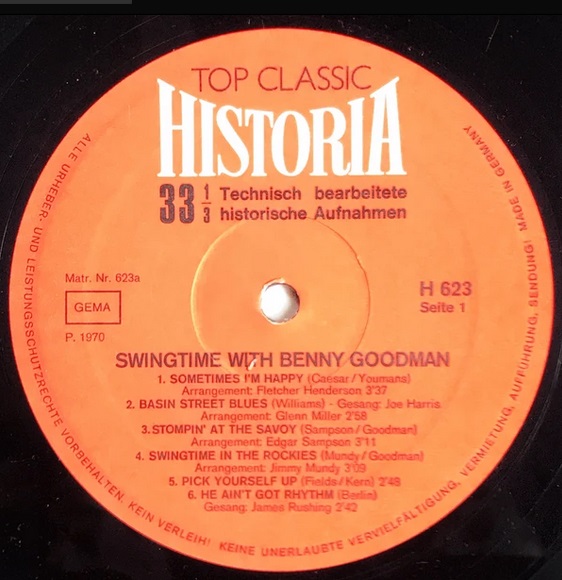 TOP CLASSIC
HISTORIA
33 1/3 Technisch bearbeitete
historische Aufnahmen
Matr. Nr. 623a
GEMA
P. 1970
H 623
Seite 1
SWINGTIME WITH BENNY GOODMAN
1. SOMETIMES I'M HAPPY (Caesar/Youmans)
Arrangement: Fletcher Henderson 3'37
2. BASIN STREET BLUES (Williams) - Gesang: Joe Harris
Arrangement: Glenn Miller 2'58
3. STOMPIN' AT THE SAVOY (Sampson/Goodman)
Arrangement: Edgar Sampson 3'11
4. SWINGTIME IN THE ROCKIES (Mundy/Goodman)
Arrangement: Jimmy Mundy 3'09
5. PICK YOURSELF UP (Fields/Kern) 2'48
6. HE AIN'T GOT RHYTHM (Berlin)
Gesang: James Rushing 2'42
ALLE URHEBER- UND LEISTUNGSSCHUTZRECHTE VORBEHALTEN. KEIN VERLEIH! KEINE UNERLAUBTE VERVIELFÄLTIGUNG, VERMIETUNG, AUFFÜHRUNG, SENDUNG! MADE IN GERMANY